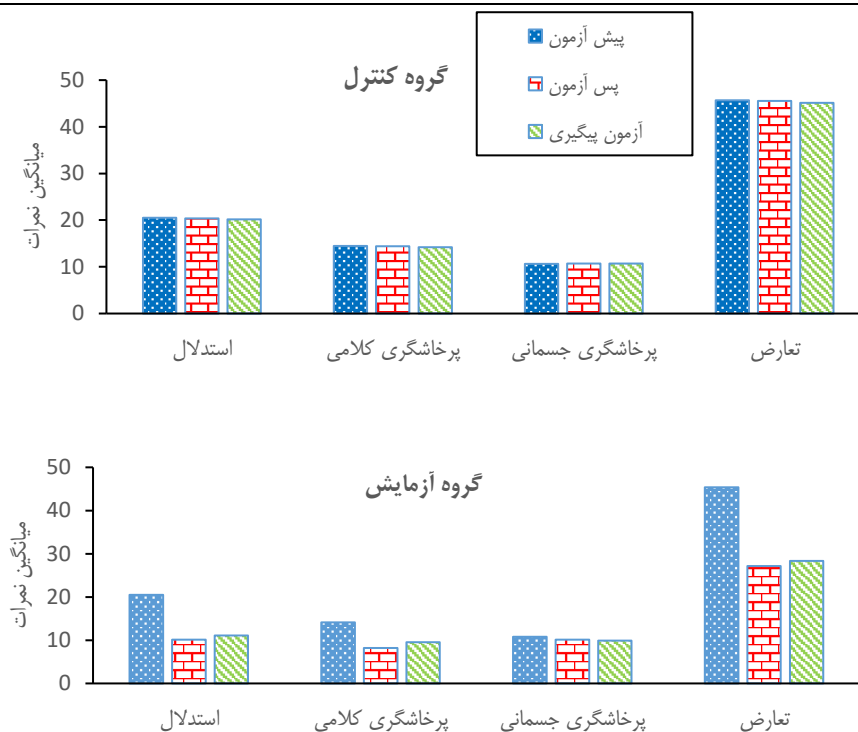 پیش آزمون
پس آزمون
آزمون پیگیری
گروه کنترل
میانگین نمرات
50
40
30
20
10
0
استدلال
پرخاشگری کلامی
پرخاشگری جسمانی
تعارض
گروه آزمایش
میانگین نمرات
50
40
30
20
10
0
استدلال
پرخاشگری کلامی
پرخاشگری جسمانی
تعارض